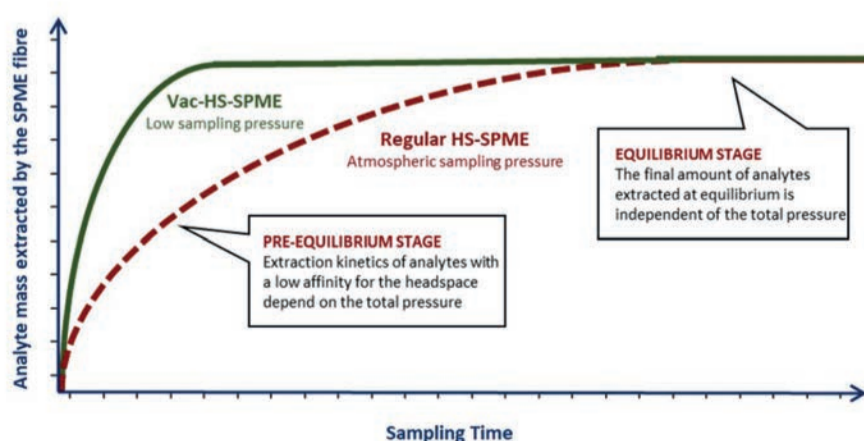 Analyte mass extracted by the SPME fibre
Vac-HS-SPME
Low sampling pressure
Regular HS-SPME
Atmospheric sampling pressure
EQUILIBRIUM STAGE
The final amount of analytes
extracted at equilibrium is
independent of the total pressure
PRE-EQUILIBRIUM STAGE
Extraction kinetics of analytes with
a low affinity for the headspace
depend on the total pressure
Sampling Time